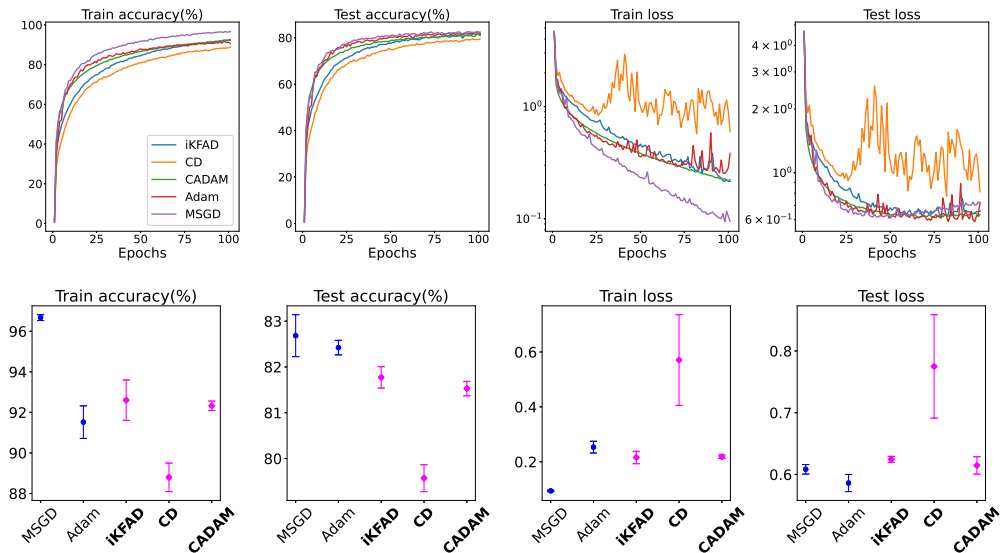 Train accuracy(%)
100
80
60
40
20
0
iKFAD
CD
CADAM
Adam
MSGD
0 25 50 75 100
Epochs
Test accuracy(%)
80
60
40
20
0
0 25 50 75 100
Epochs
Train loss
10⁰
10⁻¹
0 25 50 75 100
Epochs
Test loss
4 × 10⁰
3 × 10⁰
2 × 10⁰
10⁰
6 × 10⁻¹
0 25 50 75 100
Epochs
Train accuracy(%)
96
94
92
90
88
MSGD Adam iKFAD CD CADAM
Test accuracy(%)
83
82
81
80
MSGD Adam iKFAD CD CADAM
Train loss
0.6
0.4
0.2
MSGD Adam iKFAD CD CADAM
Test loss
0.8
0.7
0.6
MSGD Adam iKFAD CD CADAM